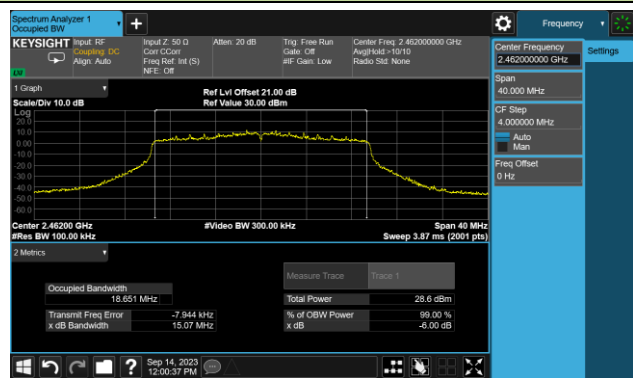 Spectrum Analyzer 1
Occupied BW
Frequency
KEYSIGHT
Input: RF
Coupling: DC
Align: Auto
Input Z: 50 Ω
Corr CCorr
Freq Ref: Int (S)
NFE: Off
Atten: 20 dB
Trig: Free Run
Gate: Off
#IF Gain: Low
Center Freq: 2.462000000 GHz
Avg|Hold:>10/10
Radio Std: None
Center Frequency
2.462000000 GHz
Settings
Span
40.000 MHz
CF Step
4.000000 MHz
Auto
Man
Freq Offset
0 Hz
1 Graph
Scale/Div 10.0 dB
Ref Lvl Offset 21.00 dB
Ref Value 30.00 dBm
Log
20.0
10.0
0.00
-10.0
-20.0
-30.0
-40.0
-50.0
-60.0
Center 2.46200 GHz
#Res BW 100.00 kHz
#Video BW 300.00 kHz
Span 40 MHz
Sweep 3.87 ms (2001 pts)
2 Metrics
Measure Trace
Trace 1
Occupied Bandwidth
18.651 MHz
Total Power
28.6 dBm
Transmit Freq Error
-7.944 kHz
% of OBW Power
99.00 %
x dB Bandwidth
15.07 MHz
x dB
-6.00 dB
?
Sep 14, 2023
12:00:37 PM